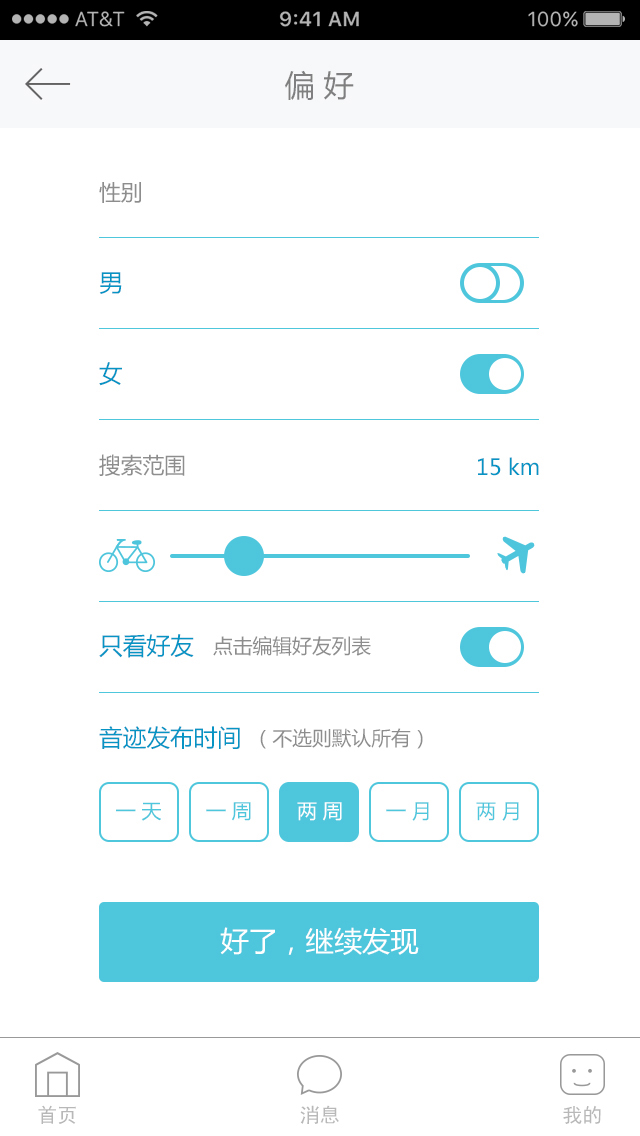 AT&T 9:41 AM 100%
偏好
性别
男
女
搜索范围 15 km
只看好友 点击编辑好友列表
音迹发布时间 （不选则默认所有）
一天 一周 两周 一月 两月
好了，继续发现
首页 消息 我的